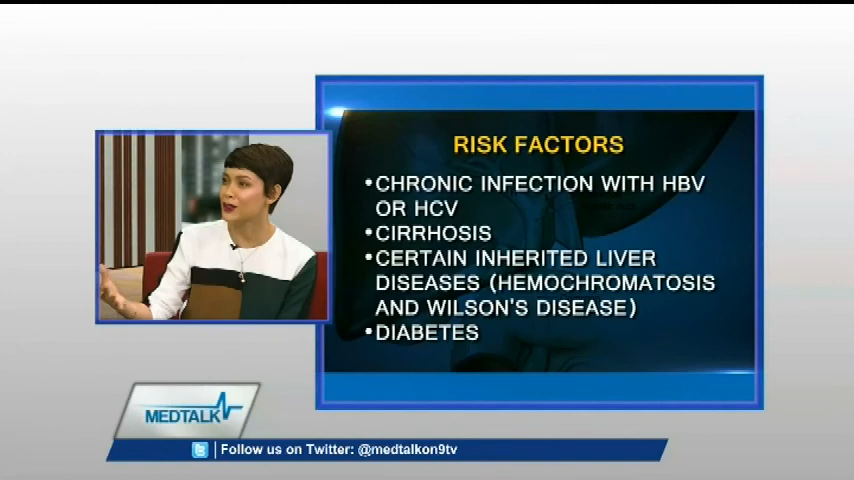 RISK FACTORS
•CHRONIC INFECTION WITH HBV
OR HCV
•CIRRHOSIS
•CERTAIN INHERITED LIVER
DISEASES (HEMOCHROMATOSIS
AND WILSON'S DISEASE)
•DIABETES
MEDTALK
Follow us on Twitter: @medtalkon9tv